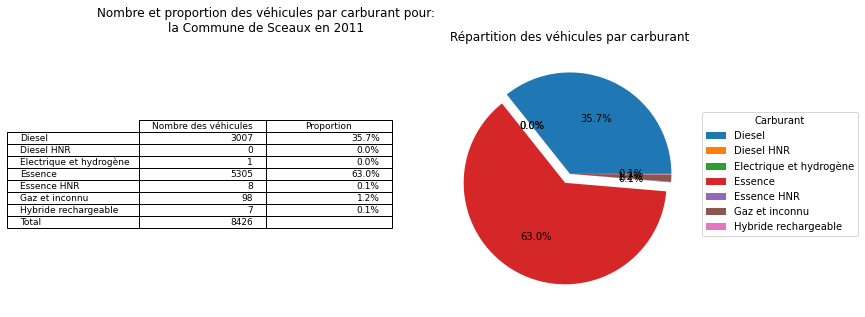 Nombre et proportion des véhicules par carburant pour:
la Commune de Sceaux en 2011
Nombre des véhicules Proportion
Diesel 3007 35.7%
Diesel HNR 0 0.0%
Electrique et hydrogène 1 0.0%
Essence 5305 63.0%
Essence HNR 8 0.1%
Gaz et inconnu 98 1.2%
Hybride rechargeable 7 0.1%
Total 8426
Répartition des véhicules par carburant
35.7%
0.0%
63.0%
0.1%
0.1%
Carburant
Diesel
Diesel HNR
Electrique et hydrogène
Essence
Essence HNR
Gaz et inconnu
Hybride rechargeable